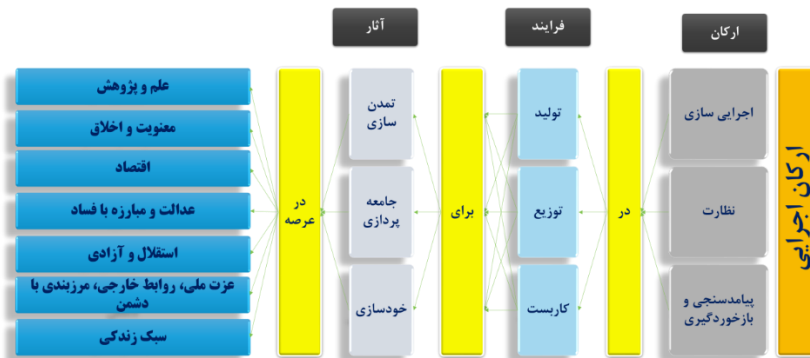 ارکان
فرایند
آثار
ارکان اجرایی
اجرایی سازی
نظارت
پیامدسنجی و
بازخوردگیری
در
تولید
توزیع
کاربست
برای
تمدن
سازی
جامعه
پردازی
خودسازی
در
عرصه
علم و پژوهش
معنویت و اخلاق
اقتصاد
عدالت و مبارزه با فساد
استقلال و آزادی
عزت ملی، روابط خارجی، مرزبندی با
دشمن
سبک زندکی